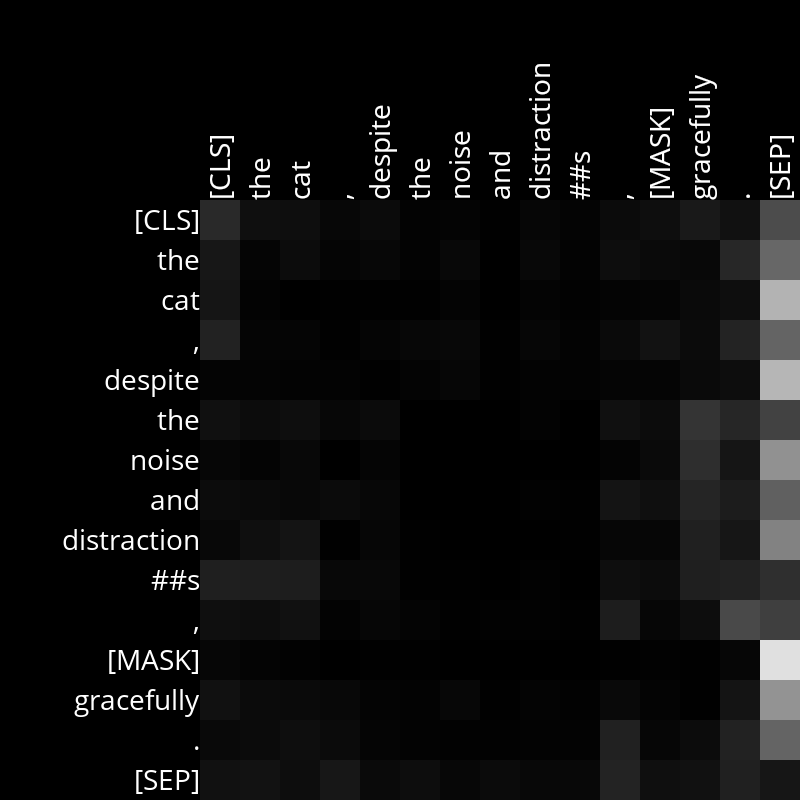 [CLS] the cat , despite the noise and distraction ##s , [MASK] gracefully . [SEP]
[CLS]
the
cat
,
despite
the
noise
and
distraction
##s
,
[MASK]
gracefully
.
[SEP]